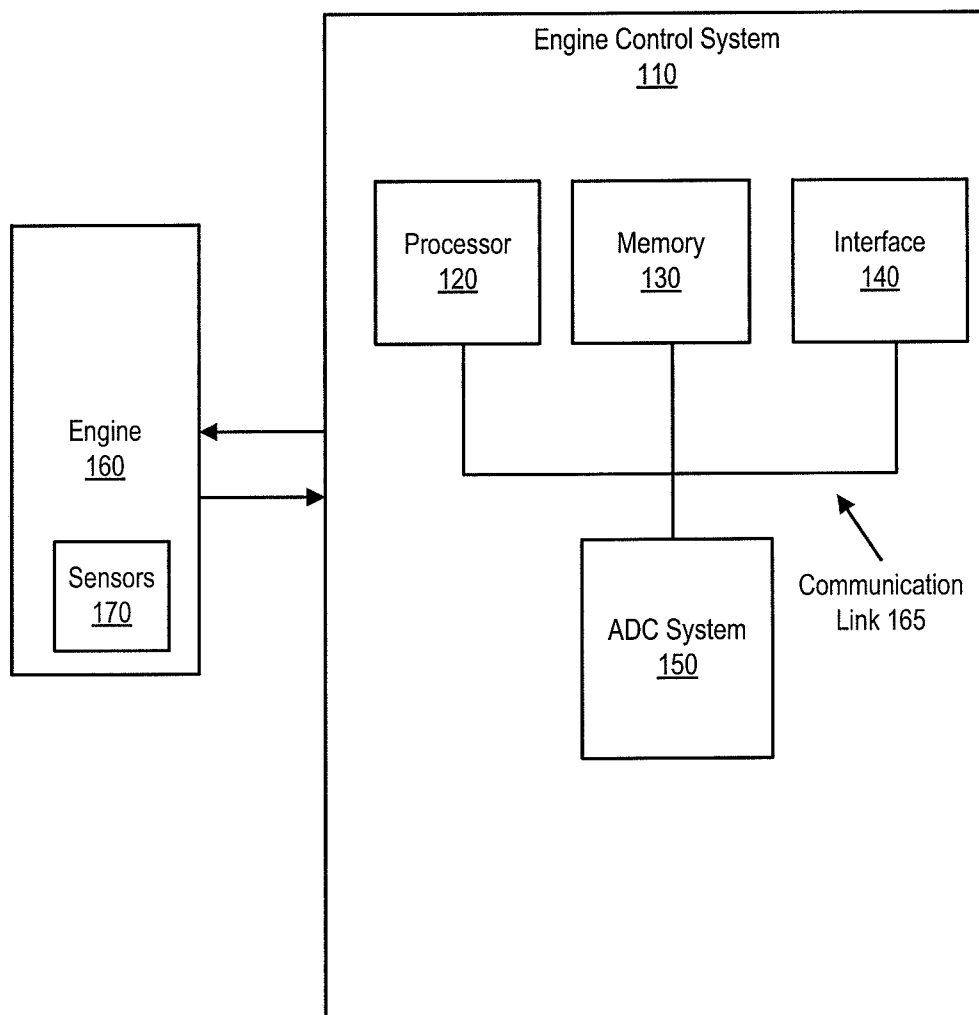 Engine Control System
110
Processor
120
Memory
130
Interface
140
Engine
160
Sensors
170
ADC System
150
Communication
Link 165